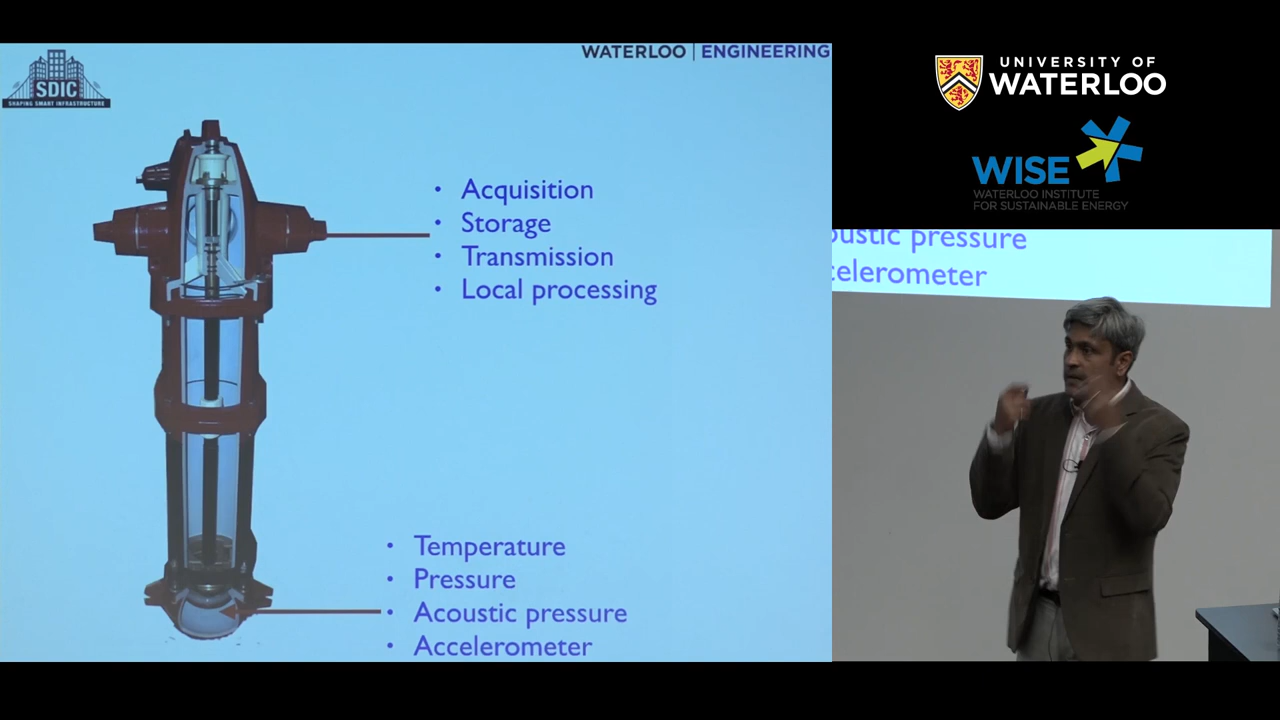 SDIC
SHAPING SMART INFRASTRUCTURE
WATERLOO | ENGINEERING
• Acquisition
• Storage
• Transmission
• Local processing
• Temperature
• Pressure
• Acoustic pressure
• Accelerometer
UNIVERSITY OF
WATERLOO
WISE
WATERLOO INSTITUTE
FOR SUSTAINABLE ENERGY
oustic pressure
celerometer